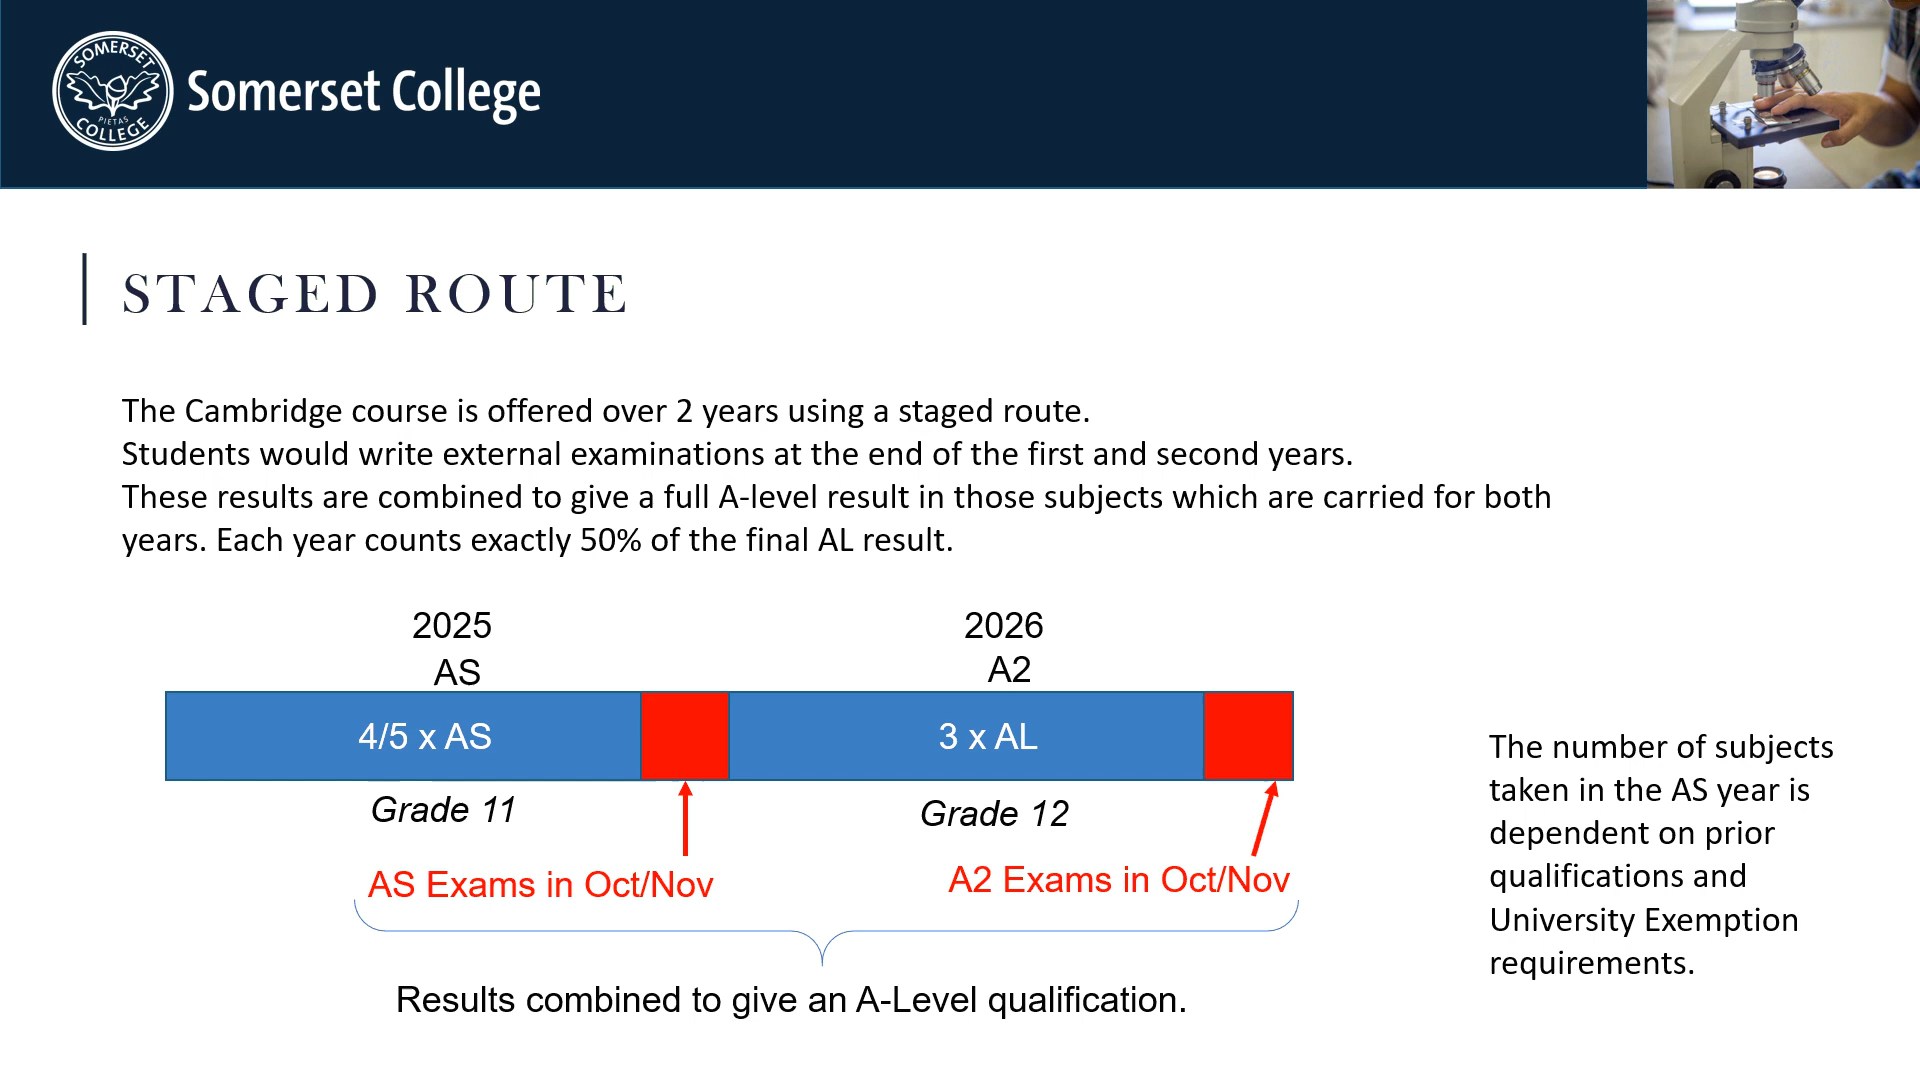 SOMERSET
PIETAS
COLLEGE
Somerset College
STAGED ROUTE
The Cambridge course is offered over 2 years using a staged route.
Students would write external examinations at the end of the first and second years.
These results are combined to give a full A-level result in those subjects which are carried for both
years. Each year counts exactly 50% of the final AL result.
2025
AS
2026
A2
4/5 x AS
3 x AL
Grade 11
Grade 12
AS Exams in Oct/Nov
A2 Exams in Oct/Nov
Results combined to give an A-Level qualification.
The number of subjects
taken in the AS year is
dependent on prior
qualifications and
University Exemption
requirements.